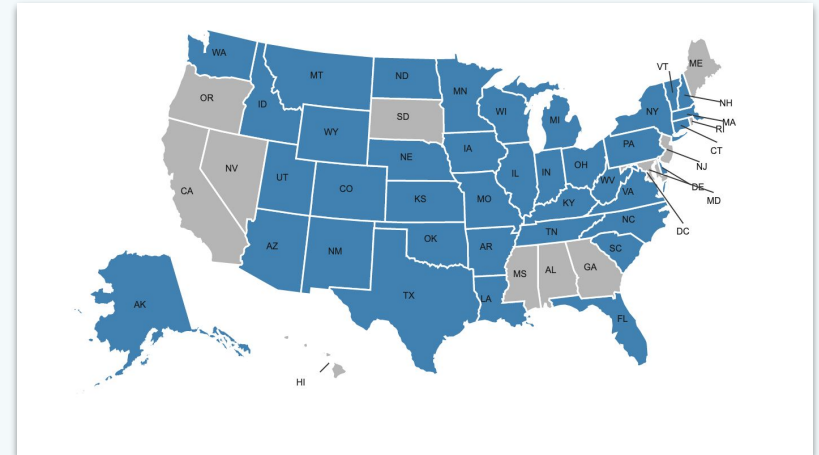 WA
MT
ND
MN
VT
ME
OR
ID
WY
SD
WI
MI
NY
NH
MA
RI
CT
NV
UT
CO
NE
IA
IL
IN
OH
PA
NJ
CA
KS
MO
KY
WV
VA
DE
MD
DC
AZ
NM
OK
AR
TN
NC
SC
TX
LA
MS
AL
GA
FL
AK
HI